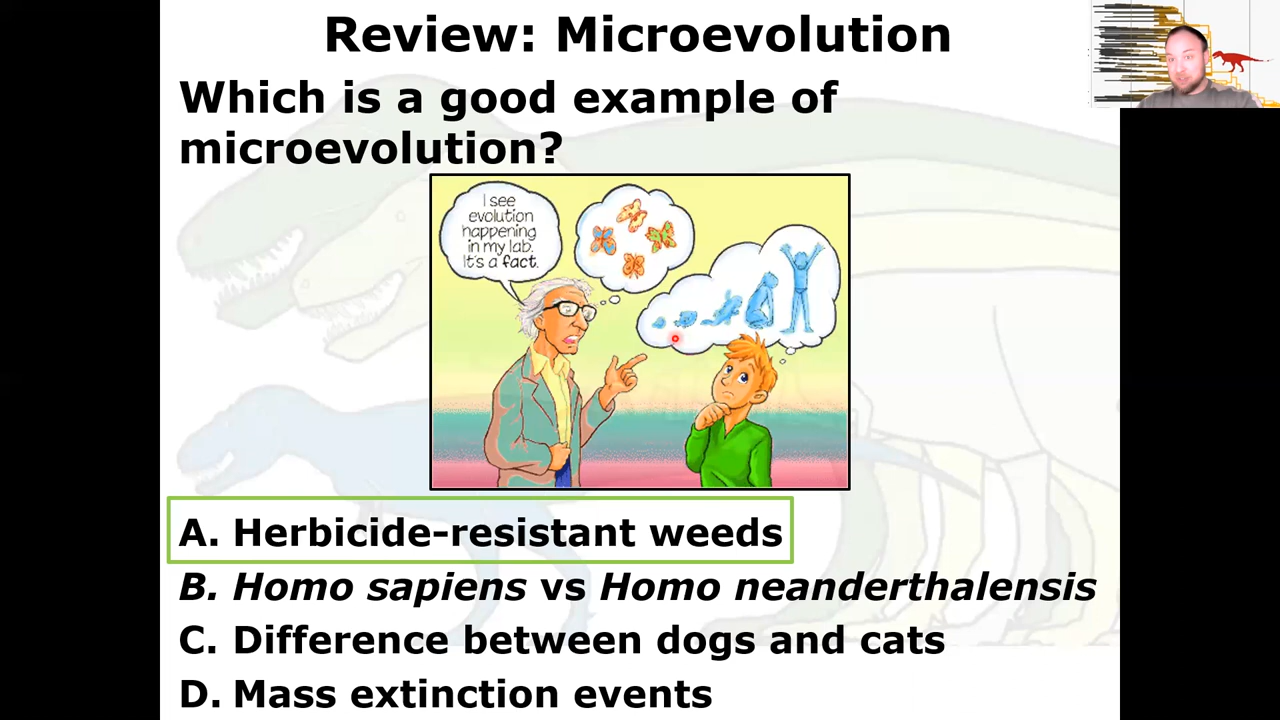 Review: Microevolution
Which is a good example of
microevolution?
I see
evolution
happening
in my lab.
It's a fact.
A. Herbicide-resistant weeds
B. Homo sapiens vs Homo neanderthalensis
C. Difference between dogs and cats
D. Mass extinction events